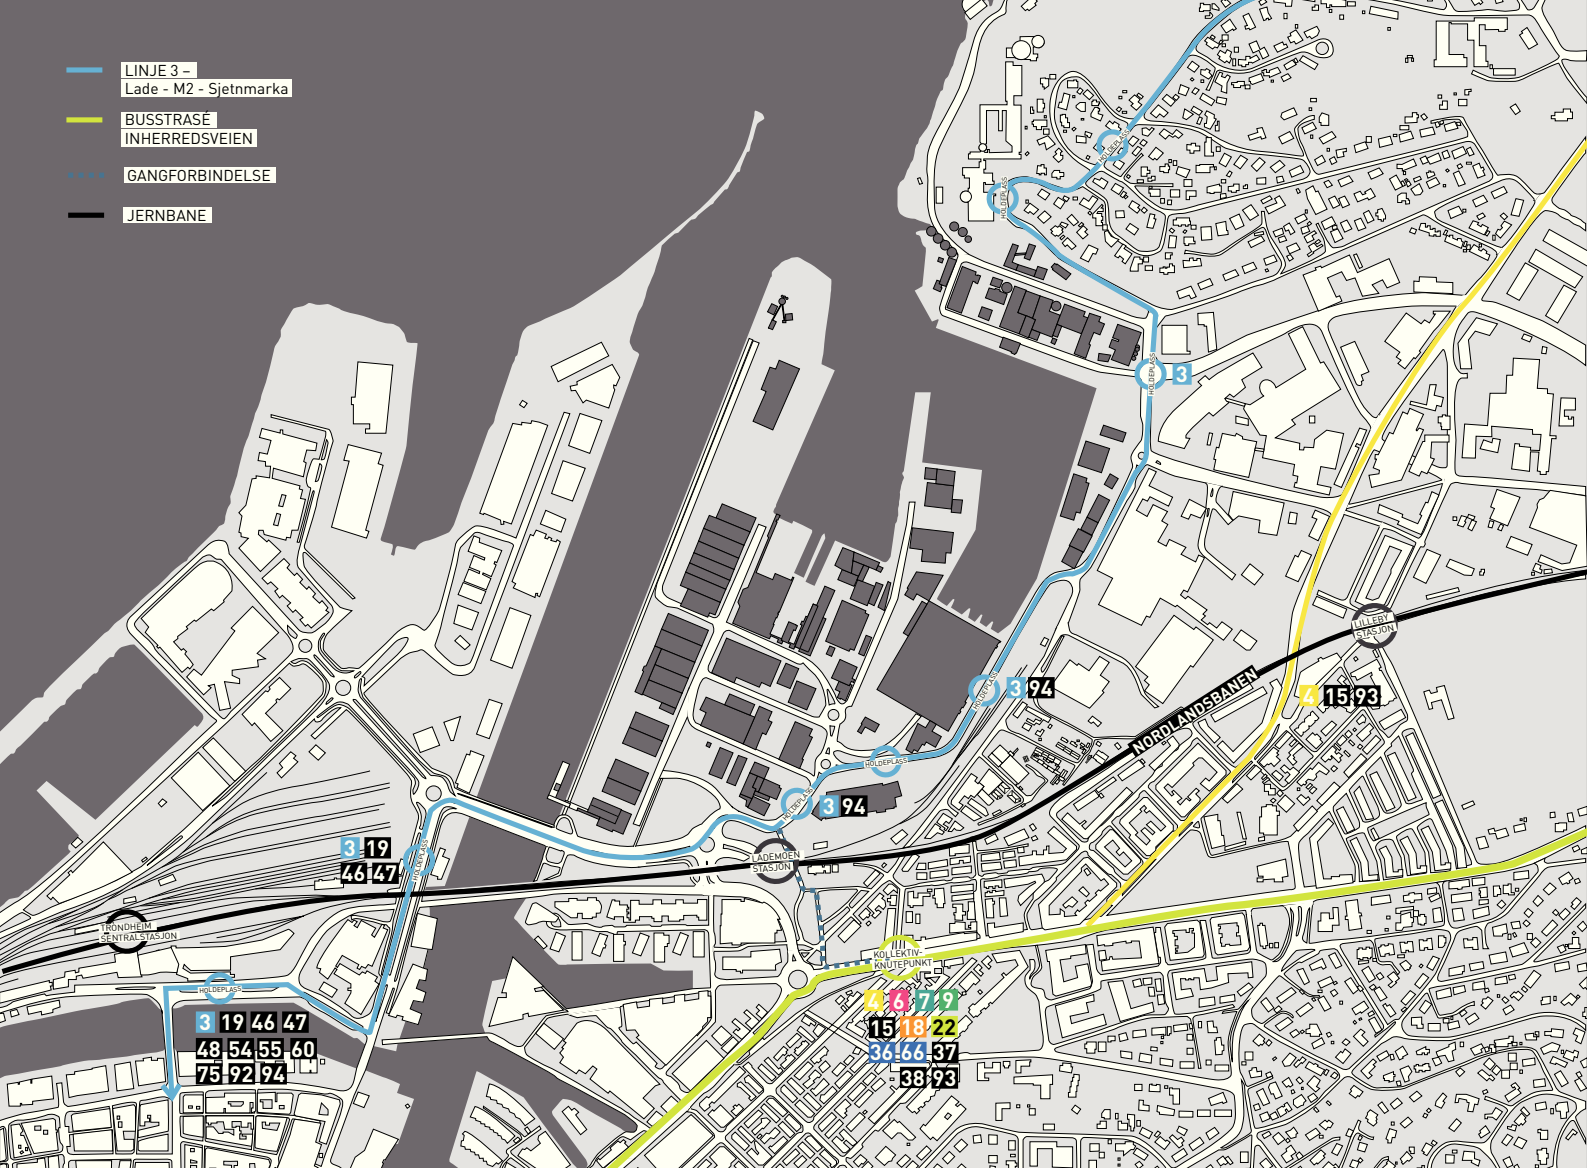 LINJE 3 –
Lade - M2 - Sjetnmarka
BUSSTRASÉ
INHERREDSVEIEN
GANGFORBINDELSE
JERNBANE
HOLDEPLASS
HOLDEPLASS
HOLDEPLASS
3
LILLEBY
STASJON
HOLDEPLASS
3 94
4 15 93
NORDLANDSBANEN
HOLDEPLASS
HOLDEPLASS
3 94
HOLDEPLASS
3 19
46 47
LADEMOEN
STASJON
TRONDHEIM
SENTRALSTASJON
KOLLEKTIV-
KNUTEPUNKT
HOLDEPLASS
4 6 7 9
15 18 22
36 66 37
38 93
3 19 46 47
48 54 55 60
75 92 94